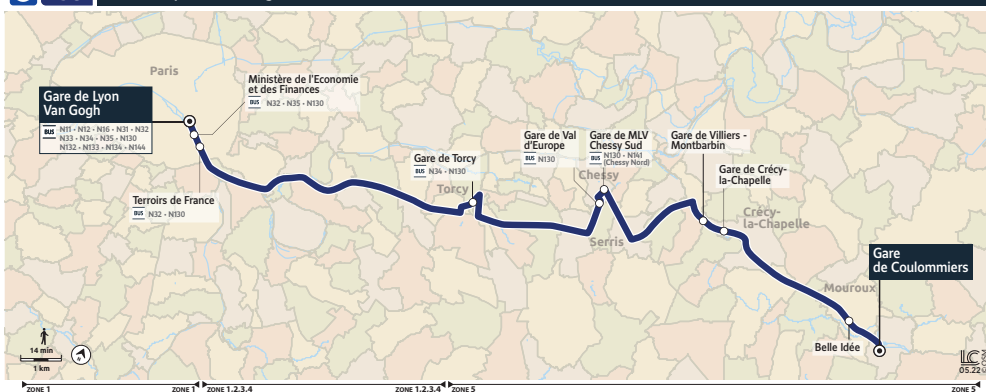 Paris
Ministère de l'Economie
et des Finances
BUS N32 • N35 • N130
Gare de Lyon
Van Gogh
BUS N11 • N12 • N16 • N31 • N32
N33 • N34 • N35 • N130
N132 • N133 • N134 • N144
Terroirs de France
BUS N32 • N130
Gare de Torcy
BUS N34 • N130
Torcy
Gare de Val
d'Europe
BUS N130
Gare de MLV
Chessy Sud
BUS N130 • N141
(Chessy Nord)
Chessy
Serris
Gare de Villiers -
Montbarbin
Gare de Crécy-
la-Chapelle
Crécy-
la-Chapelle
Gare
de Coulommiers
Mouroux
Belle Idée
14 min
1 km
LC
05.22
ZONE 1
ZONE 1
ZONE 1,2,3,4
ZONE 1,2,3,4
ZONE 5
ZONE 5